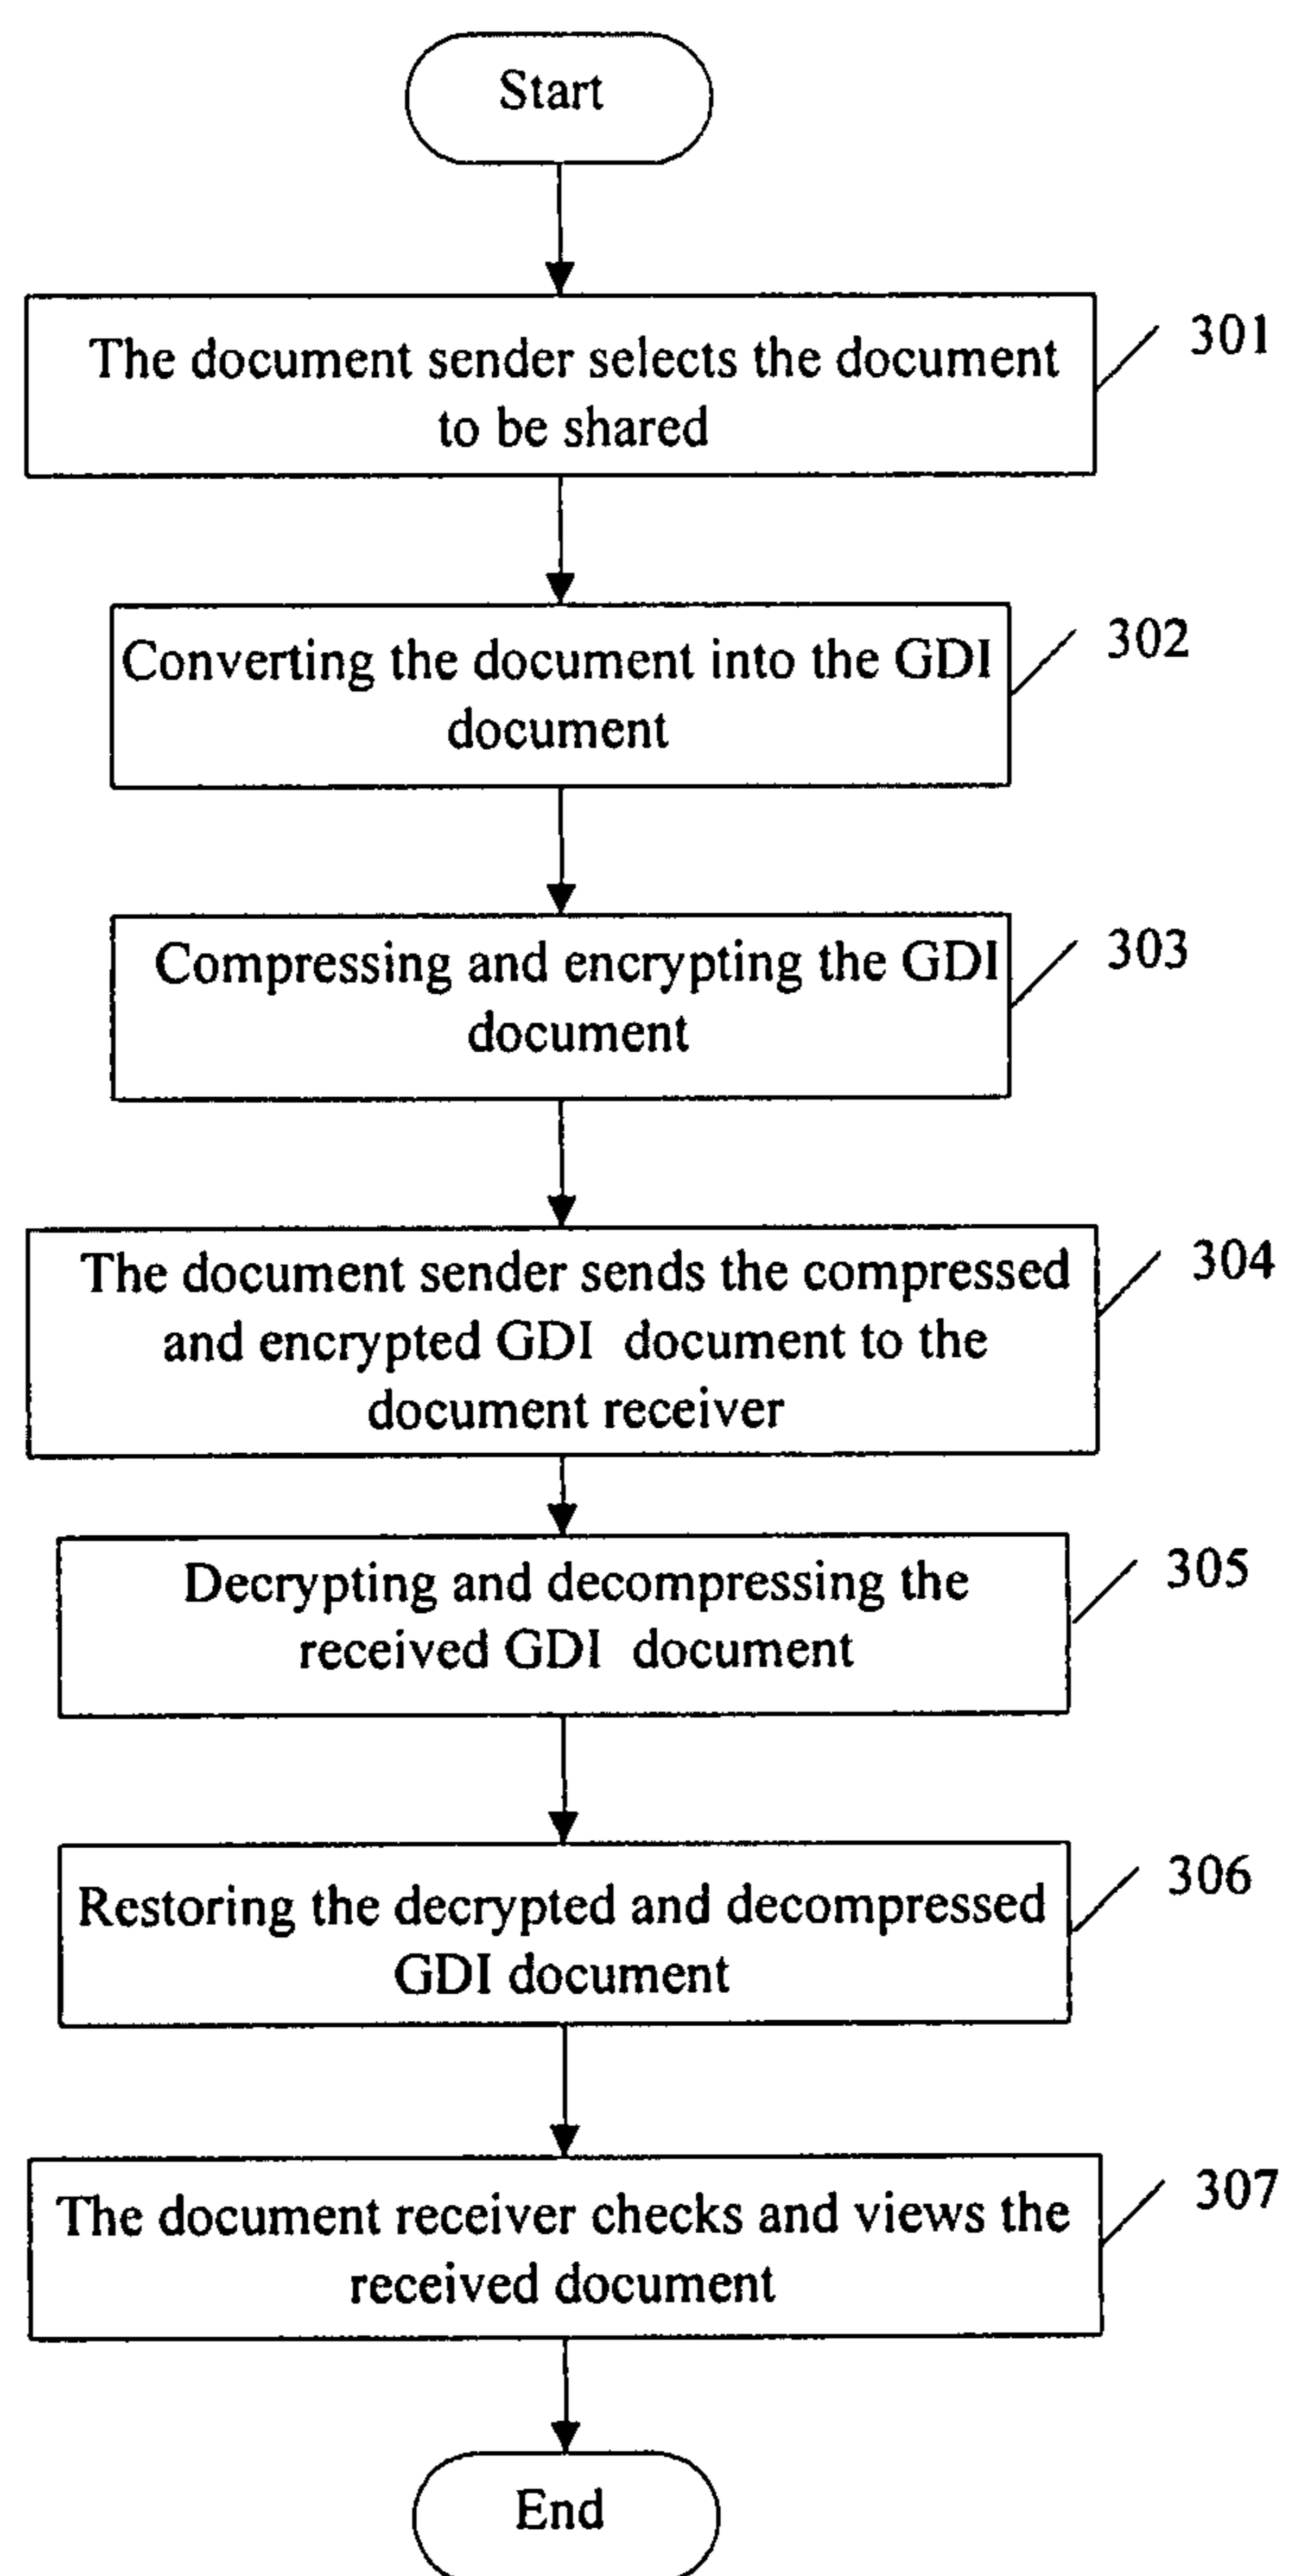 Start
The document sender selects the document
to be shared
301
Converting the document into the GDI
document
302
Compressing and encrypting the GDI
document
303
The document sender sends the compressed
and encrypted GDI document to the
document receiver
304
Decrypting and decompressing the
received GDI document
305
Restoring the decrypted and decompressed
GDI document
306
The document receiver checks and views the
received document
307
End